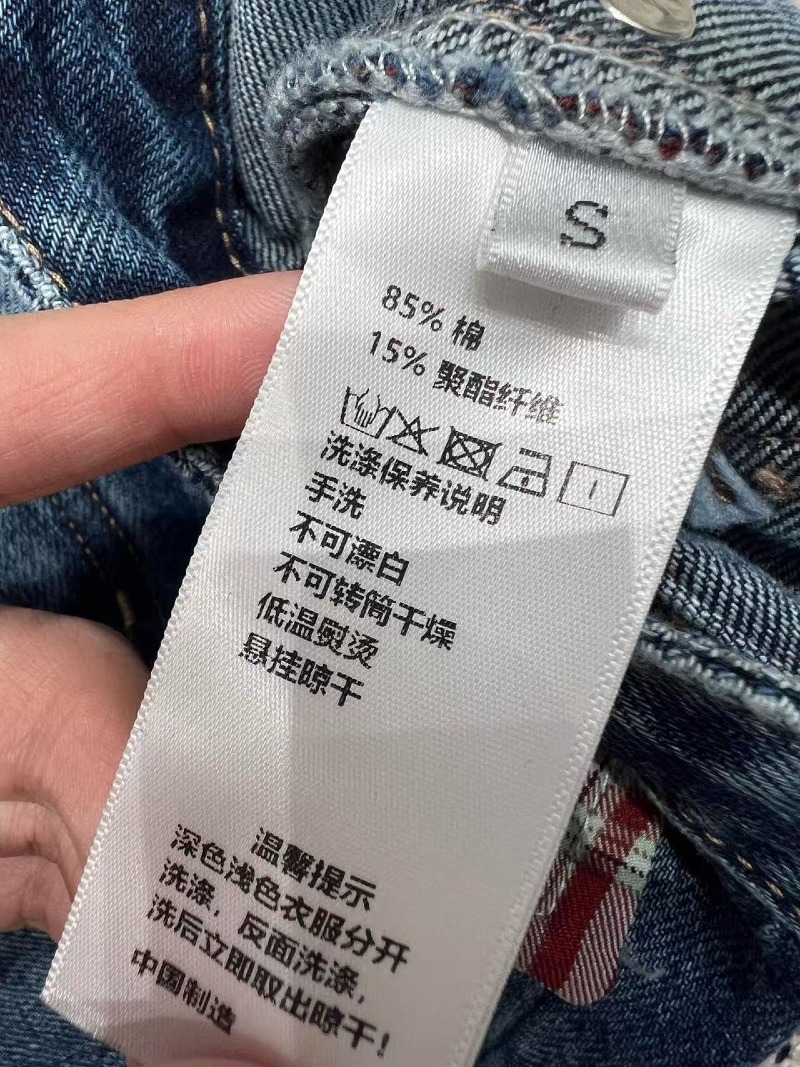 S
85% 棉
15% 聚酯纤维
洗涤保养说明
手洗
不可漂白
不可转筒干燥
低温熨烫
悬挂晾干
温馨提示
深色浅色衣服分开
洗涤，反面洗涤，
洗后立即取出晾干！
中国制造